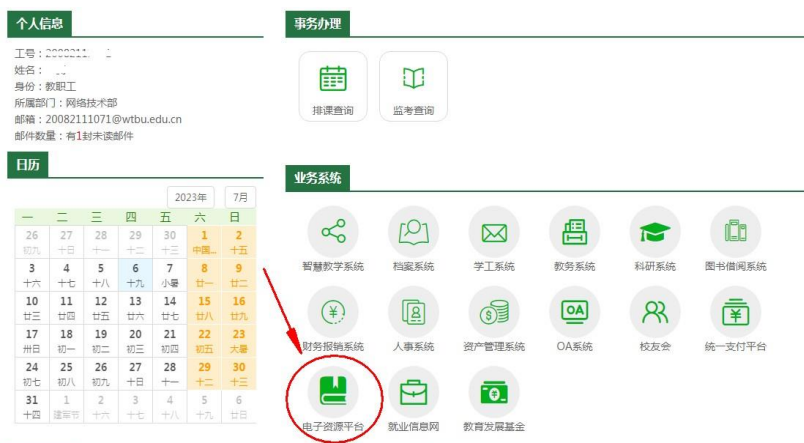 个人信息
工号：
姓名：
身份：教职工
所属部门：网络技术部
邮箱：20082111071@wtbu.edu.cn
邮件数量：有1封未读邮件
日历
2023年 7月
一 二 三 四 五 六 日
26 27 28 29 30 1 2
初九 十日 十一 十二 十三 中国... 十五
3 4 5 6 7 8 9
十六 十七 十八 十九 小暑 廿一 廿二
10 11 12 13 14 15 16
廿三 廿四 廿五 廿六 廿七 廿八 廿九
17 18 19 20 21 22 23
卅日 初一 初二 初三 初四 初五 大暑
24 25 26 27 28 29 30
初七 初八 初九 十日 十一 十二 十三
31 1 2 3 4 5 6
十四 建军节 十六 十七 十八 十九 廿日
事务办理
排课查询 监考查询
业务系统
智慧教学系统 档案系统 学工系统 教务系统 科研系统 图书借阅系统
OA
财务报销系统 人事系统 资产管理系统 OA系统 校友会 统一支付平台
电子资源平台 就业信息网 教育发展基金